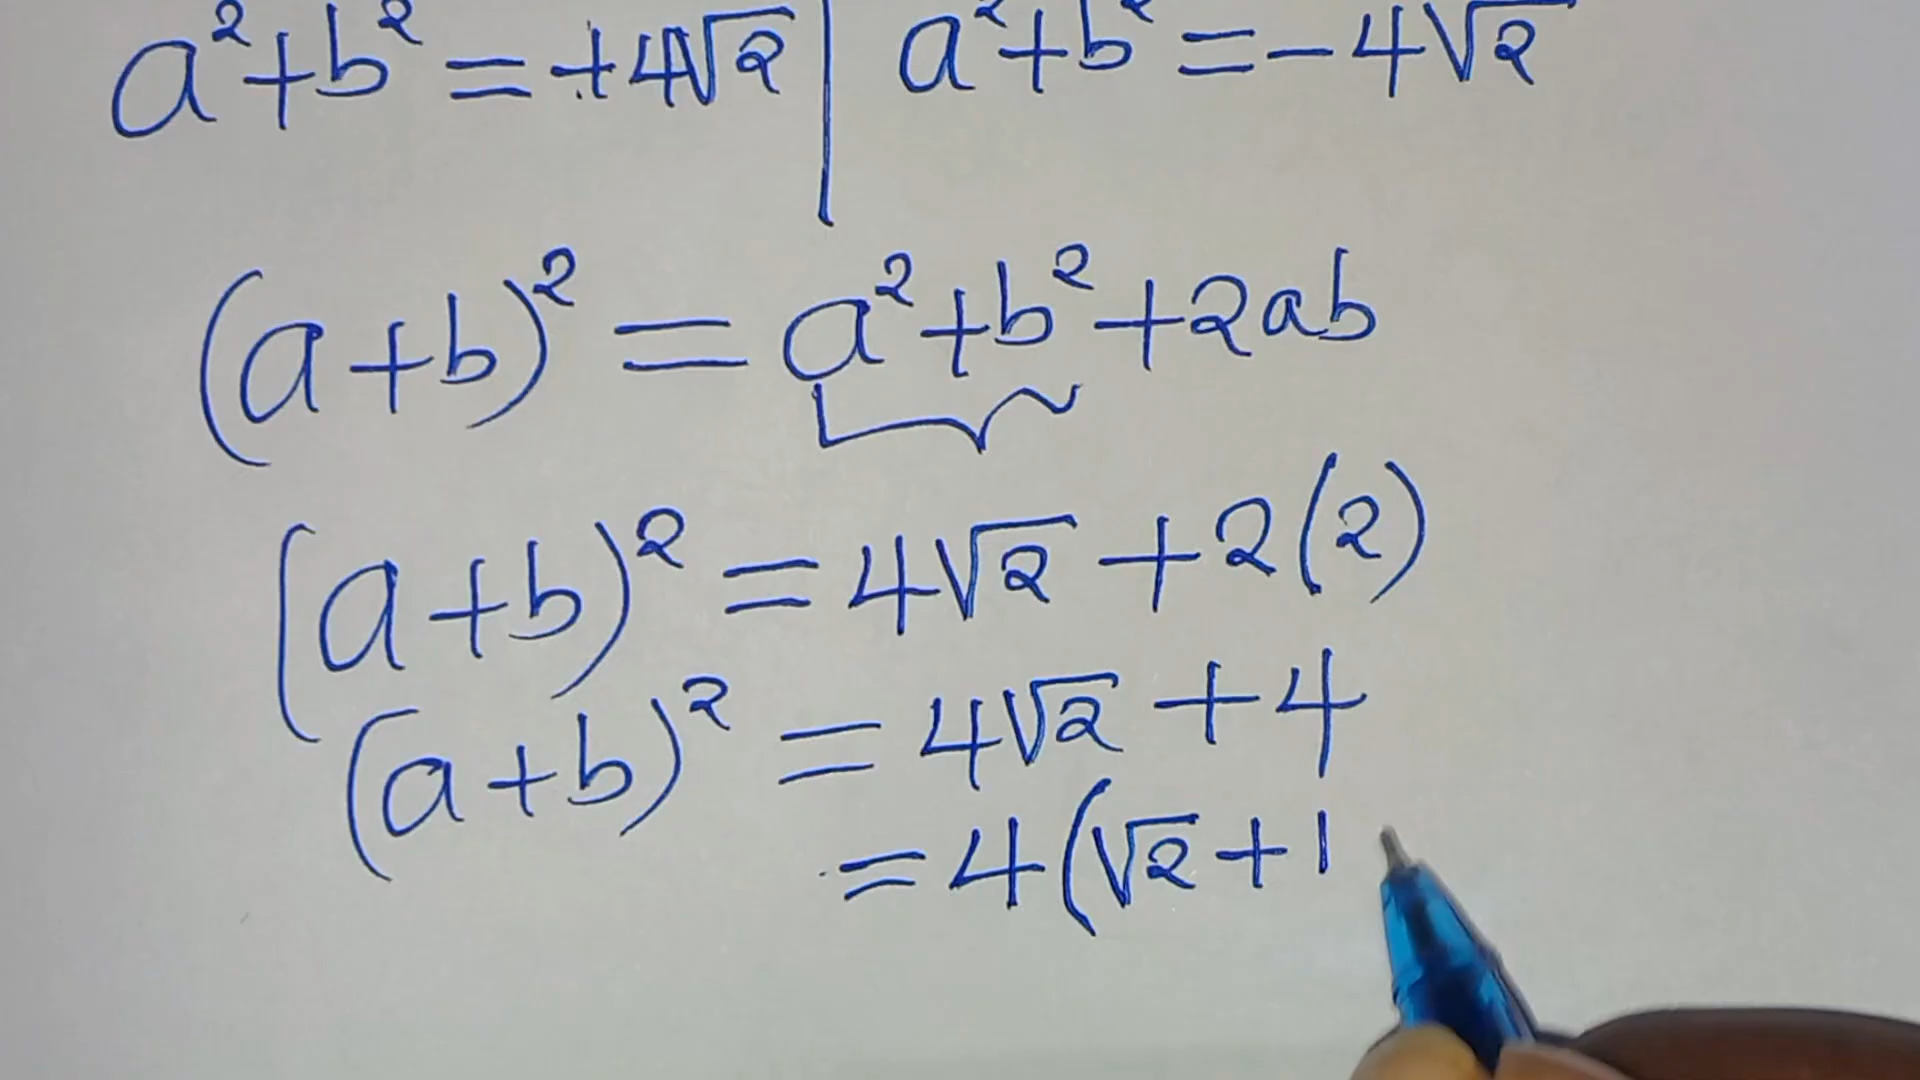 a²+b²=+4√2 | a²+b²=-4√2
(a+b)²=a²+b²+2ab
(a+b)²=4√2+2(2)
(a+b)²=4√2+4
=4(√2+1